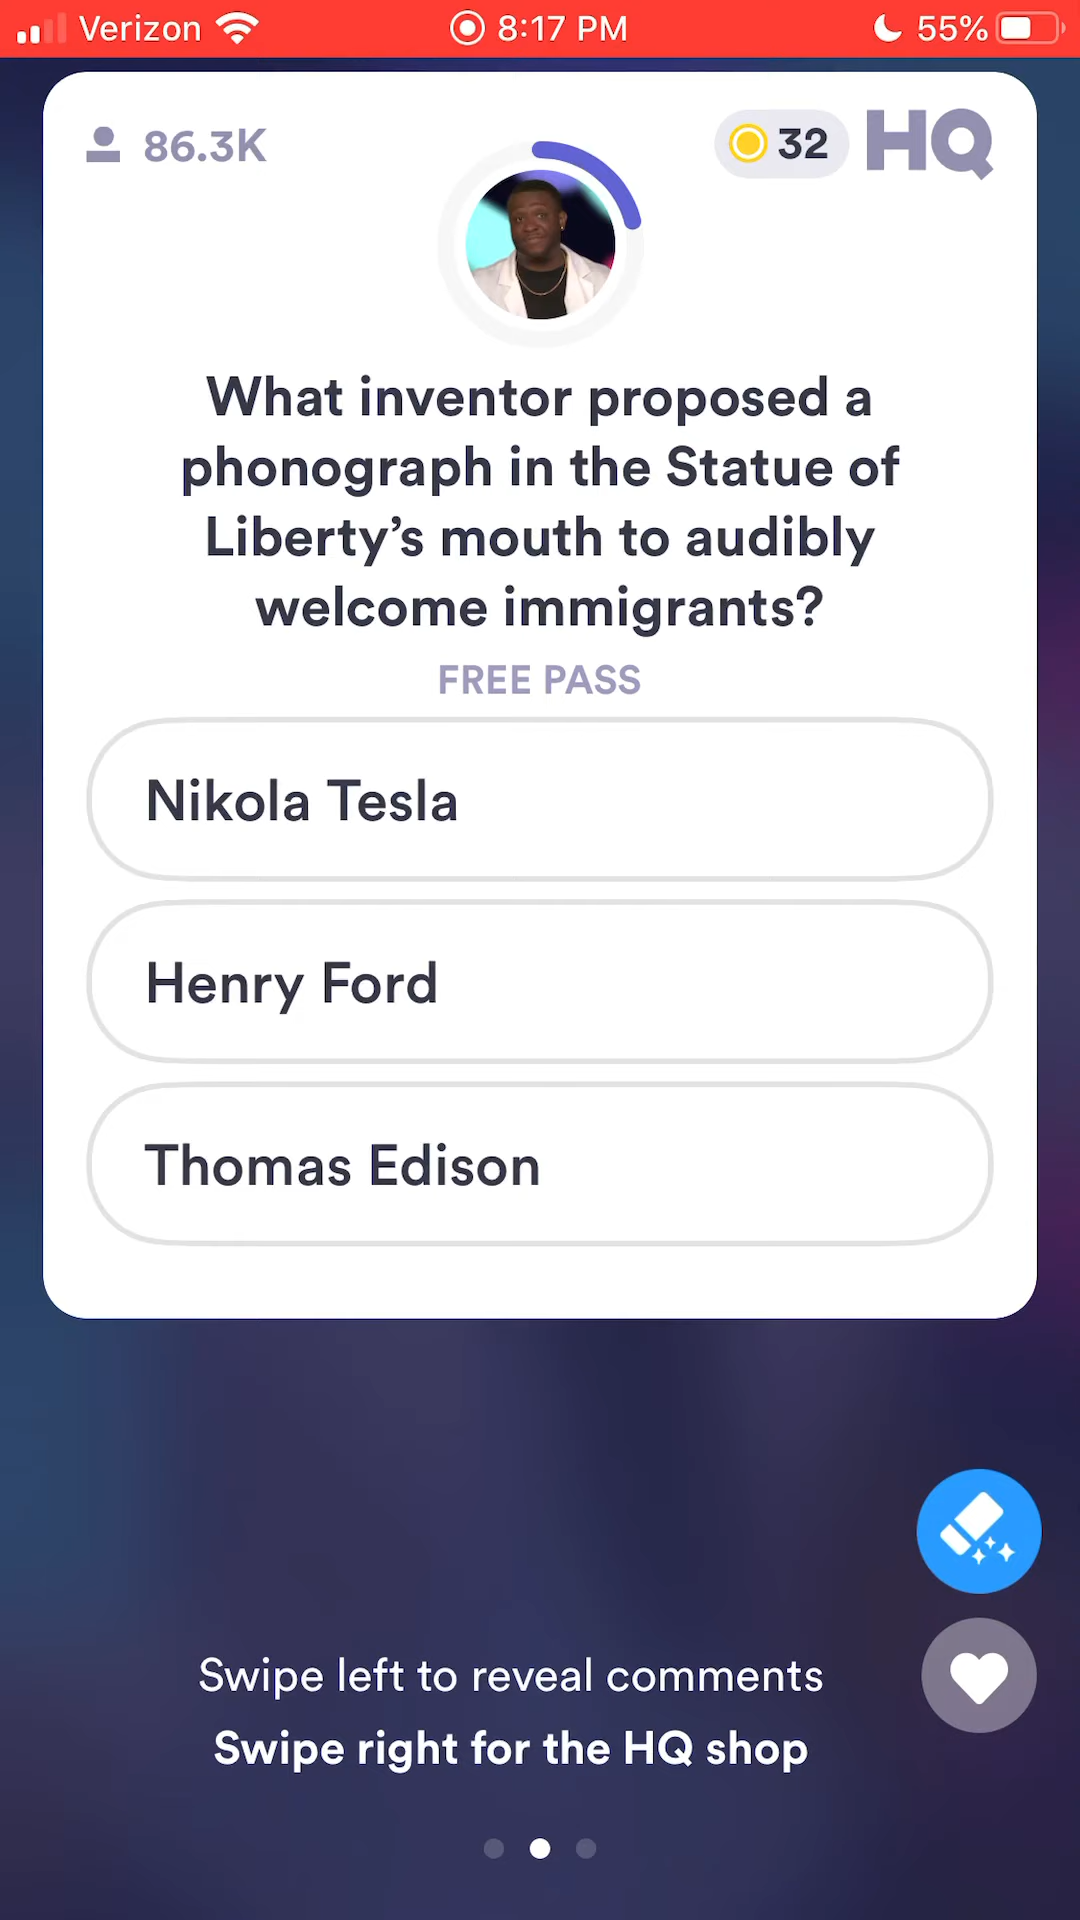 Verizon 8:17 PM 55%
86.3K 32 HQ
What inventor proposed a
phonograph in the Statue of
Liberty’s mouth to audibly
welcome immigrants?
FREE PASS
Nikola Tesla
Henry Ford
Thomas Edison
Swipe left to reveal comments
Swipe right for the HQ shop